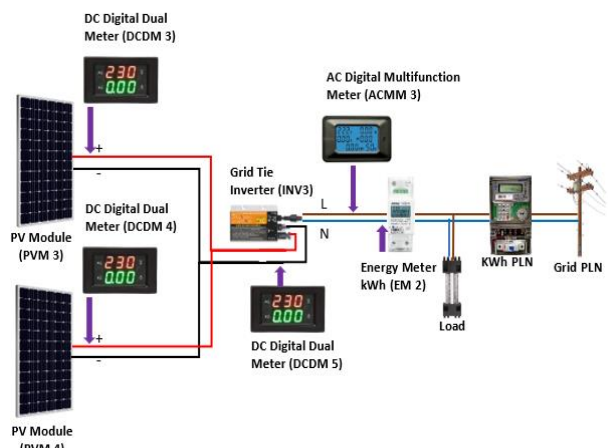 DC Digital Dual
Meter (DCDM 3)
230
0.00
AC Digital Multifunction
Meter (ACMM 3)
+
-
Grid Tie
Inverter (INV3)
L
N
DC Digital Dual
Meter (DCDM 4)
PV Module
(PVM 3)
230
0.00
Energy Meter
kWh (EM 2)
KWh PLN
Grid PLN
230
0.00
Load
+
-
DC Digital Dual
Meter (DCDM 5)
PV Module
(PVM 4)